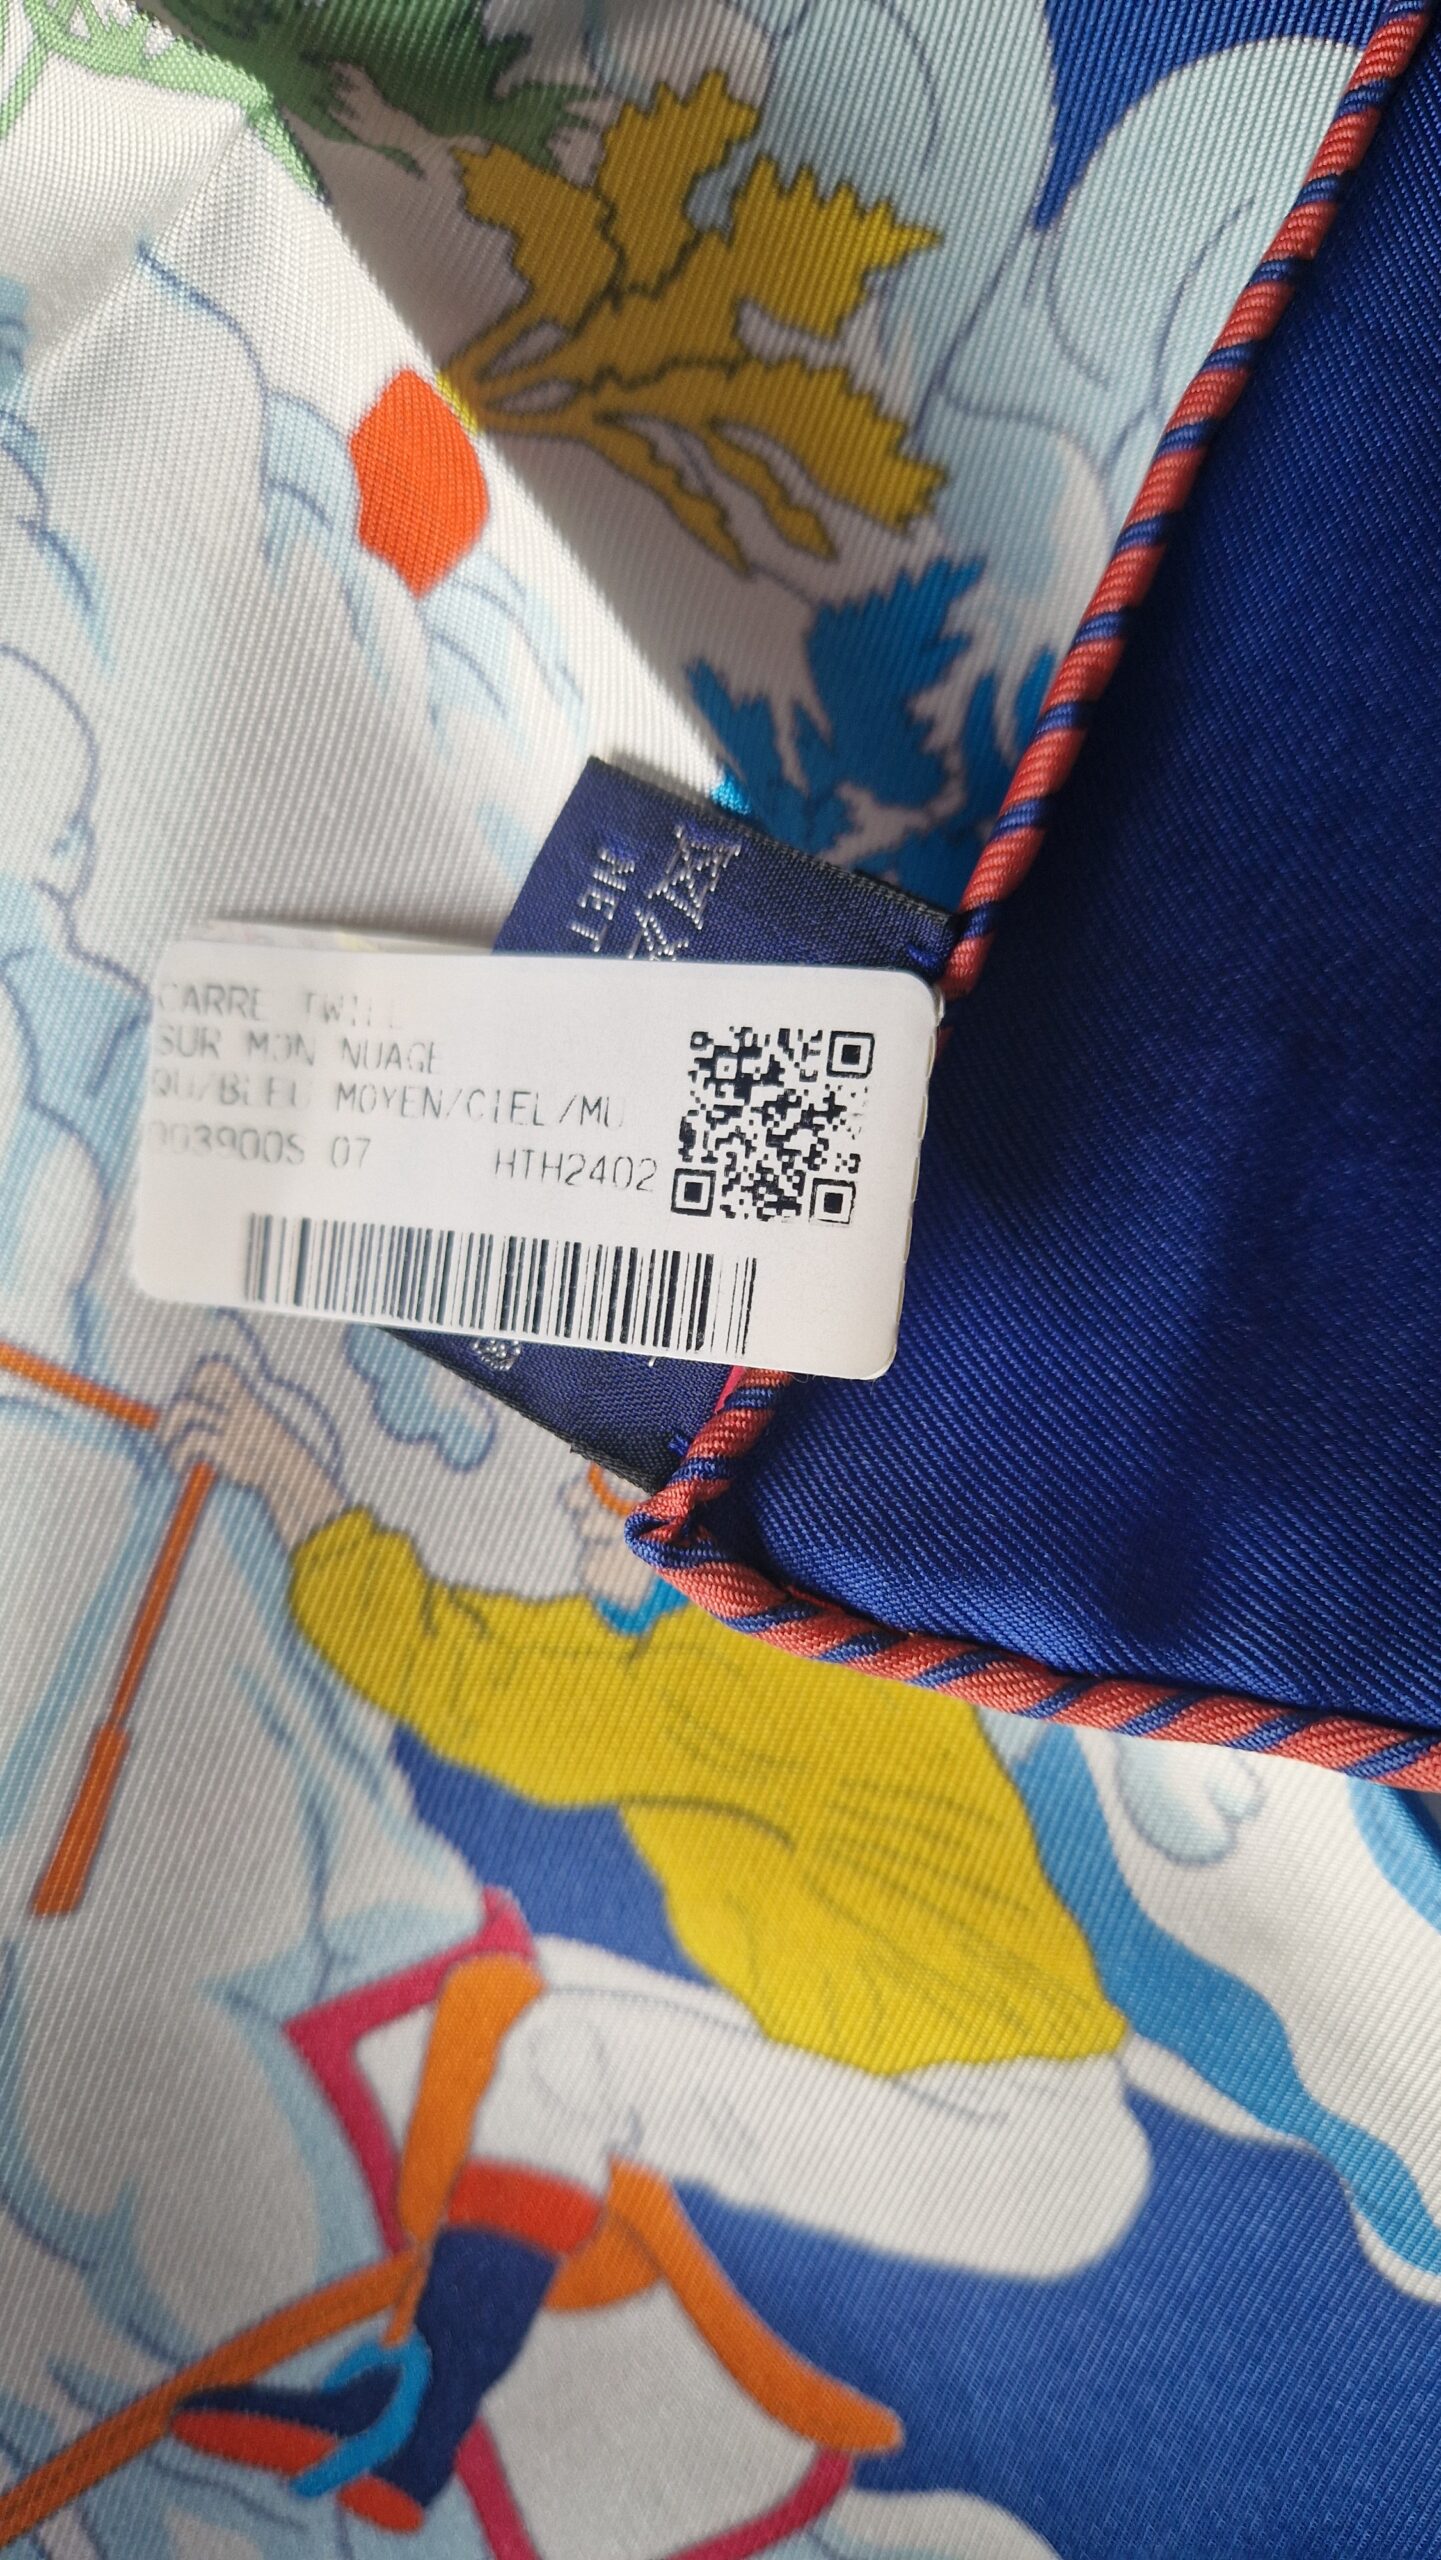 CARRE TWILL
SUR MON NUAGE
QU/BLEU MOYEN/CIEL/MU
003900S 07 HTH2402